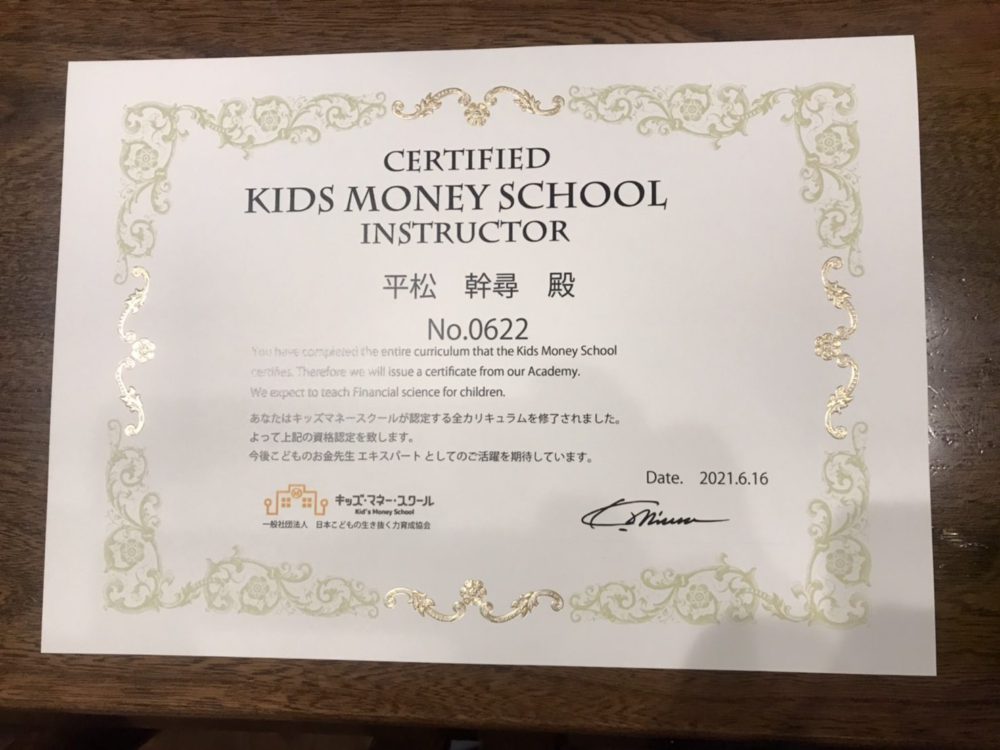 CERTIFIED
KIDS MONEY SCHOOL
INSTRUCTOR
平松 幹尋 殿
No.0622
You have completed the entire curriculum that the Kids Money School
certifies. Therefore we will issue a certificate from our Academy.
We expect to teach Financial science for children.
あなたはキッズマネースクールが認定する全カリキュラムを修了されました。
よって上記の資格認定を致します。
今後こどものお金先生 エキスパート としてのご活躍を期待しています。
Date. 2021.6.16
キッズ・マネー・スクール
Kid's Money School
一般社団法人 日本こどもの生き抜く力育成協会